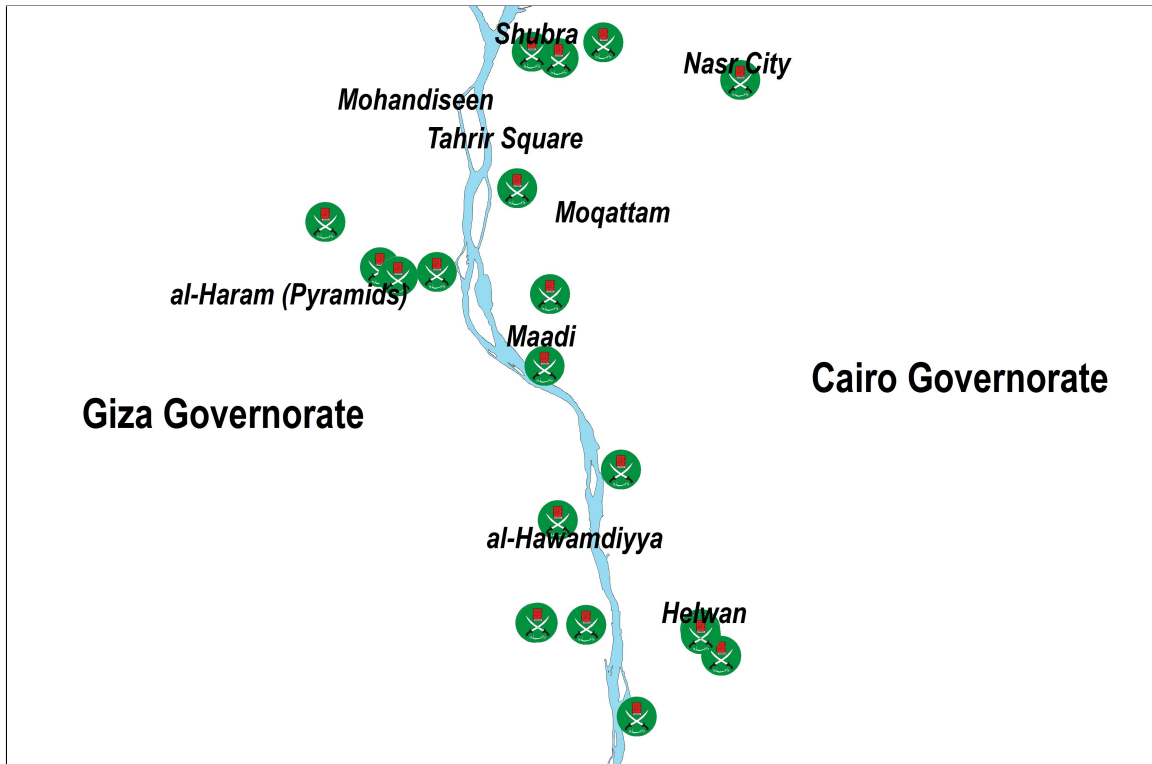 Shubra
Nasr City
Mohandiseen
Tahrir Square
Moqattam
al-Haram (Pyramids)
Maadi
Cairo Governorate
Giza Governorate
al-Hawamdiyya
Helwan